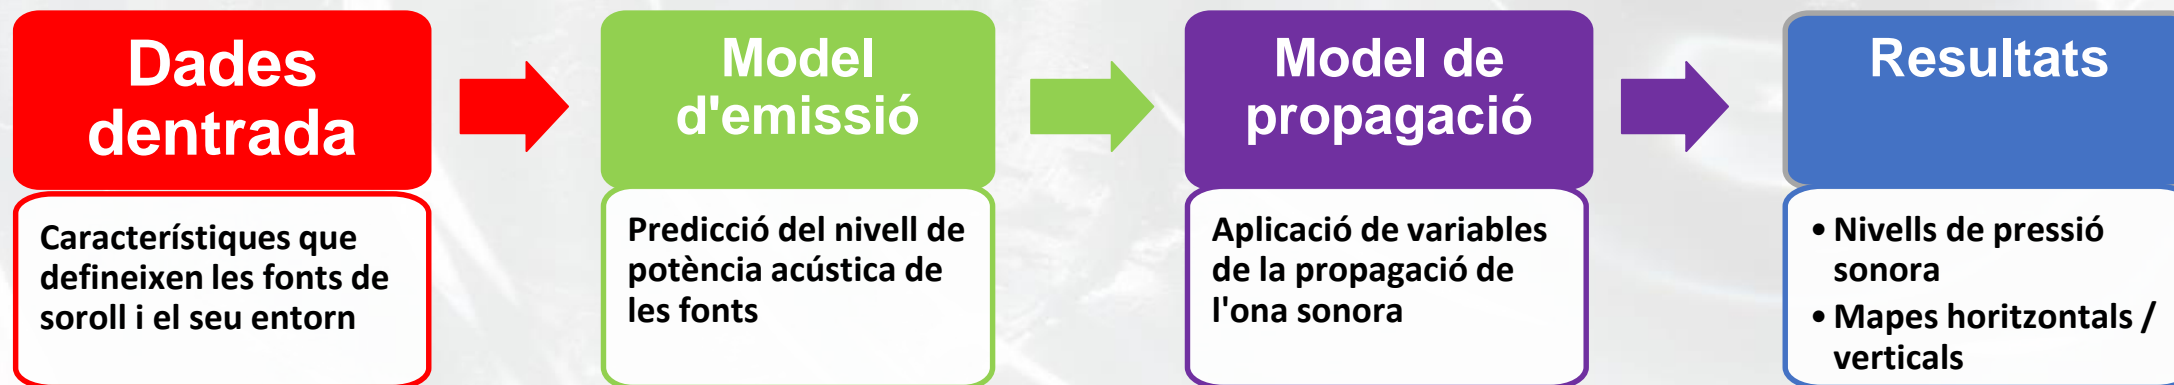 Dades
dentrada
Característiques que
defineixen les fonts de
soroll i el seu entorn
Model
d'emissió
Predicció del nivell de
potència acústica de
les fonts
Model de
propagació
Aplicació de variables
de la propagació de
l'ona sonora
Resultats
• Nivells de pressió
sonora
• Mapes horitzontals /
verticals